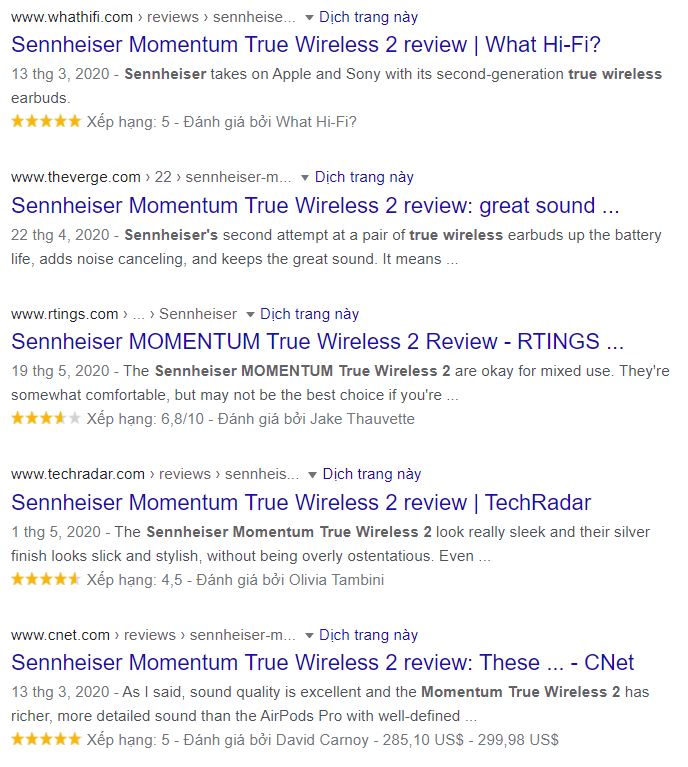 www.whathifi.com › reviews › sennheise... ▾ Dịch trang này
Sennheiser Momentum True Wireless 2 review | What Hi-Fi?
13 thg 3, 2020 - Sennheiser takes on Apple and Sony with its second-generation true wireless
earbuds.
Xếp hạng: 5 - Đánh giá bởi What Hi-Fi?
www.theverge.com › 22 › sennheiser-m... ▾ Dịch trang này
Sennheiser Momentum True Wireless 2 review: great sound ...
22 thg 4, 2020 - Sennheiser's second attempt at a pair of true wireless earbuds up the battery
life, adds noise canceling, and keeps the great sound. It means ...
www.rtings.com › ... › Sennheiser ▾ Dịch trang này
Sennheiser MOMENTUM True Wireless 2 Review - RTINGS ...
19 thg 5, 2020 - The Sennheiser MOMENTUM True Wireless 2 are okay for mixed use. They're
somewhat comfortable, but may not be the best choice if you're ...
Xếp hạng: 6,8/10 - Đánh giá bởi Jake Thauvette
www.techradar.com › reviews › sennheis... ▾ Dịch trang này
Sennheiser Momentum True Wireless 2 review | TechRadar
1 thg 5, 2020 - The Sennheiser Momentum True Wireless 2 look really sleek and their silver
finish looks slick and stylish, without being overly ostentatious. Even ...
Xếp hạng: 4,5 - Đánh giá bởi Olivia Tambini
www.cnet.com › reviews › sennheiser-m... ▾ Dịch trang này
Sennheiser Momentum True Wireless 2 review: These ... - CNet
13 thg 3, 2020 - As I said, sound quality is excellent and the Momentum True Wireless 2 has
richer, more detailed sound than the AirPods Pro with well-defined ...
Xếp hạng: 5 - Đánh giá bởi David Carnoy - 285,10 US$ - 299,98 US$